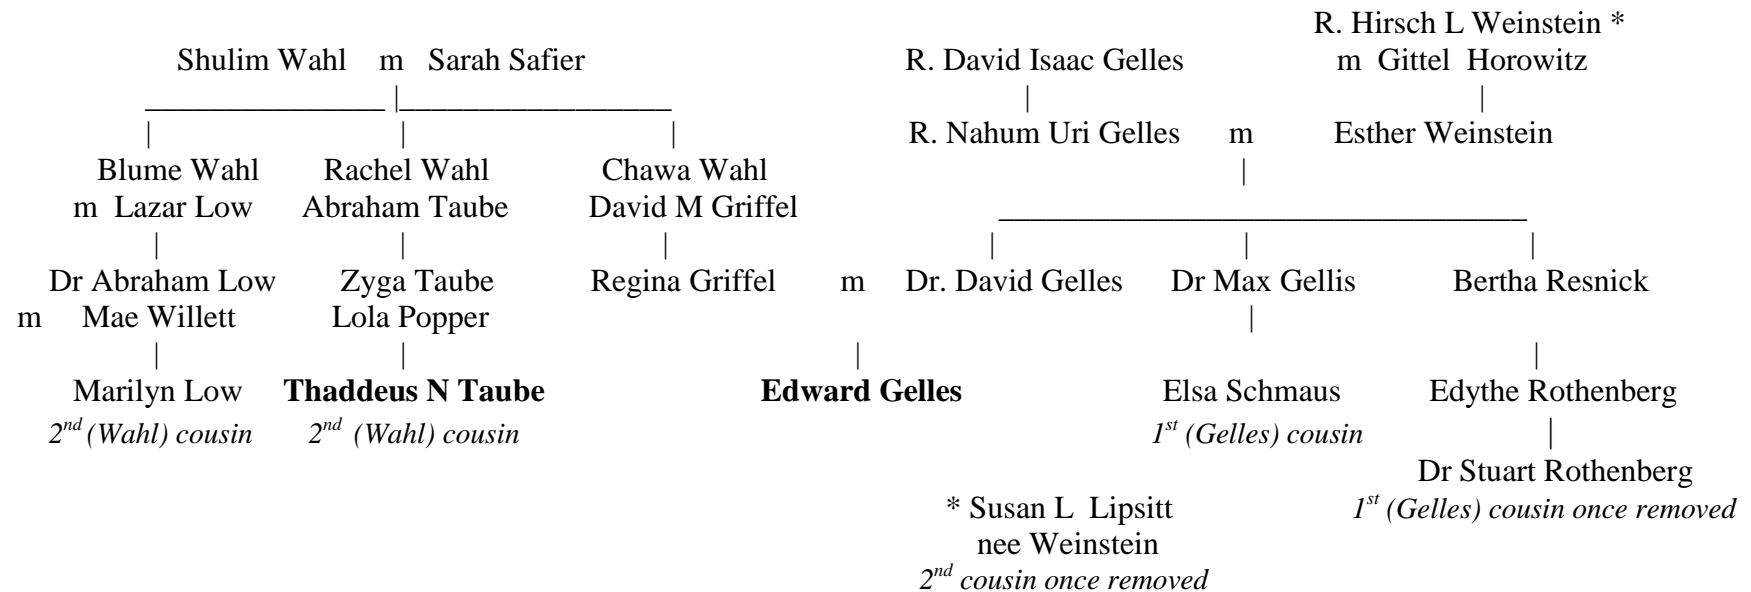 R. Hirsch L Weinstein *
Shulim Wahl m Sarah Safier R. David Isaac Gelles m Gittel Horowitz
R. Nahum Uri Gelles m Esther Weinstein
Blume Wahl Rachel Wahl Chawa Wahl
m Lazar Low Abraham Taube David M Griffel
Dr Abraham Low Zyga Taube Regina Griffel m Dr. David Gelles Dr Max Gellis Bertha Resnick
m Mae Willett Lola Popper
Marilyn Low Thaddeus N Taube Edward Gelles Elsa Schmaus Edythe Rothenberg
2nd (Wahl) cousin 2nd (Wahl) cousin 1st (Gelles) cousin
Dr Stuart Rothenberg
* Susan L Lipsitt 1st (Gelles) cousin once removed
nee Weinstein
2nd cousin once removed